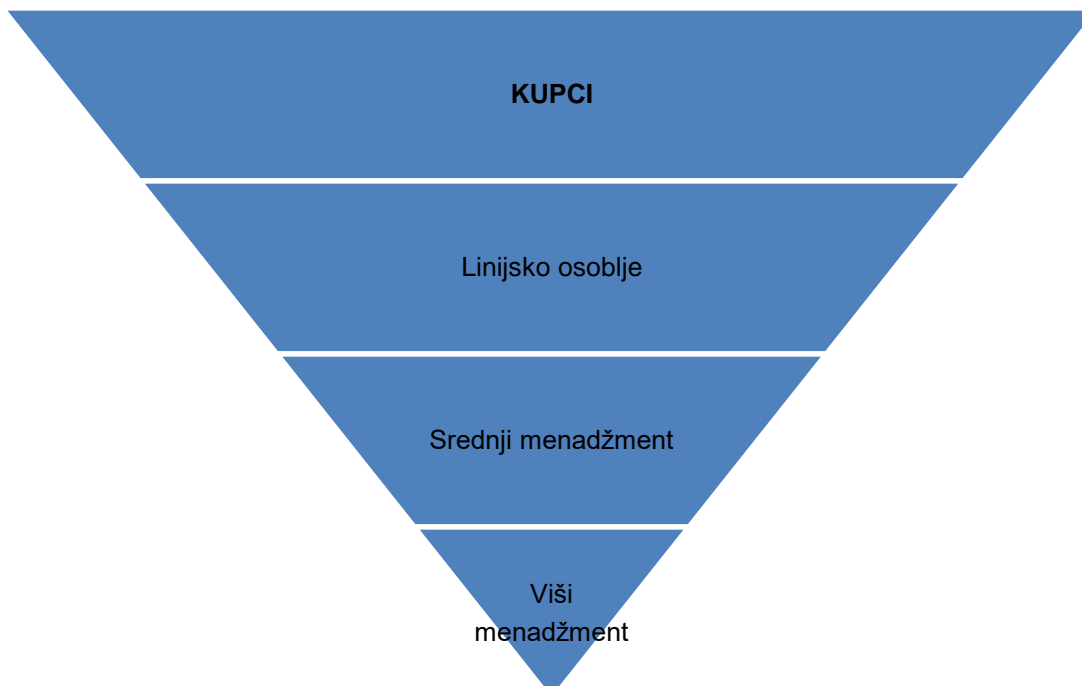 KUPCI
Linijsko osoblje
Srednji menadžment
Viši
menadžment